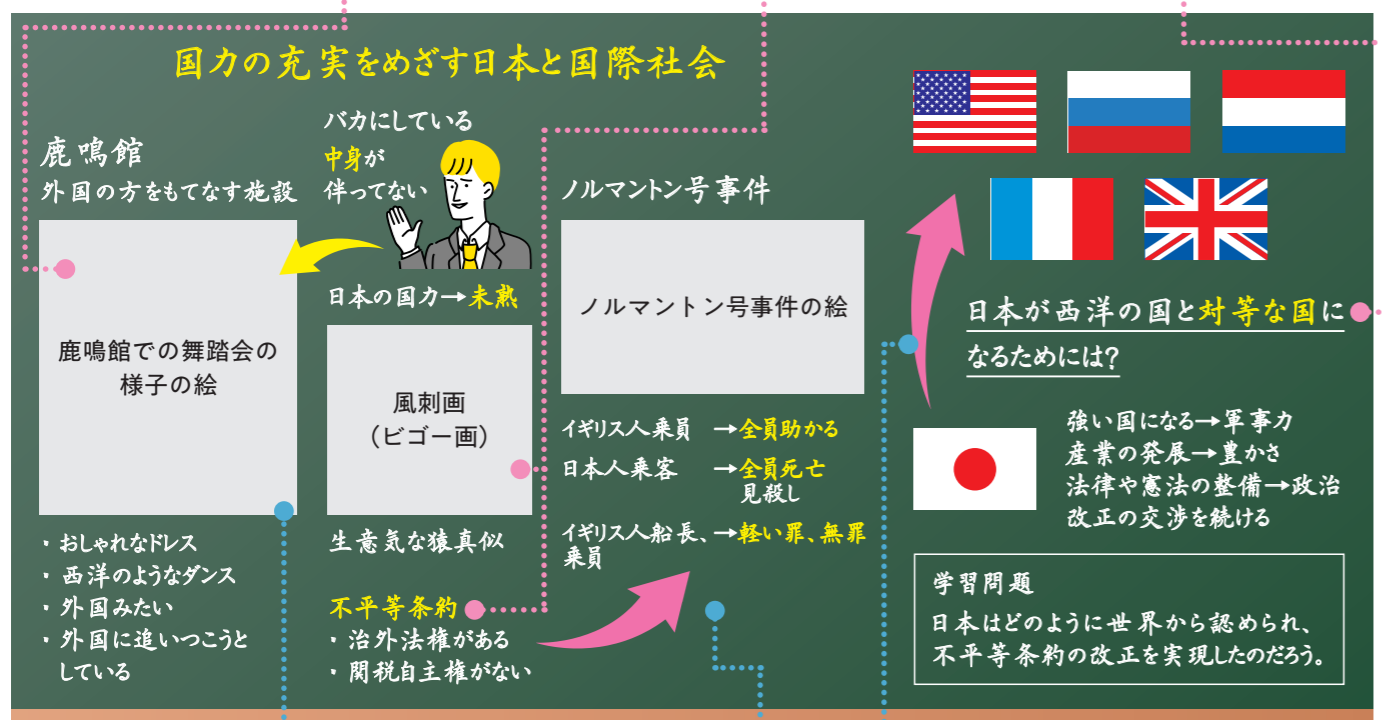 国力の充実をめざす日本と国際社会
鹿鳴館
外国の方をもてなす施設
鹿鳴館での舞踏会の
様子の絵
・おしゃれなドレス
・西洋のようなダンス
・外国みたい
・外国に追いつこうと
している
バカにしている
中身が
伴ってない
日本の国力→未熟
風刺画
（ビゴー画）
生意気な猿真似
不平等条約
・治外法権がある
・関税自主権がない
ノルマントン号事件
ノルマントン号事件の絵
イギリス人乗員 →全員助かる
日本人乗客 →全員死亡
見殺し
イギリス人船長、→軽い罪、無罪
乗員
日本が西洋の国と対等な国に
なるためには?
強い国になる→軍事力
産業の発展→豊かさ
法律や憲法の整備→政治
改正の交渉を続ける
学習問題
日本はどのように世界から認められ、
不平等条約の改正を実現したのだろう。